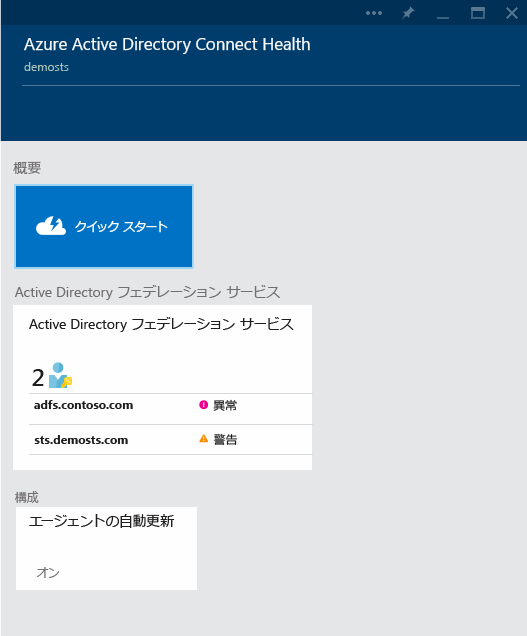 Azure Active Directory Connect Health
demosts
概要
クイック スタート
Active Directory フェデレーション サービス
Active Directory フェデレーション サービス
2
adfs.contoso.com 異常
sts.demosts.com 警告
構成
エージェントの自動更新
オン